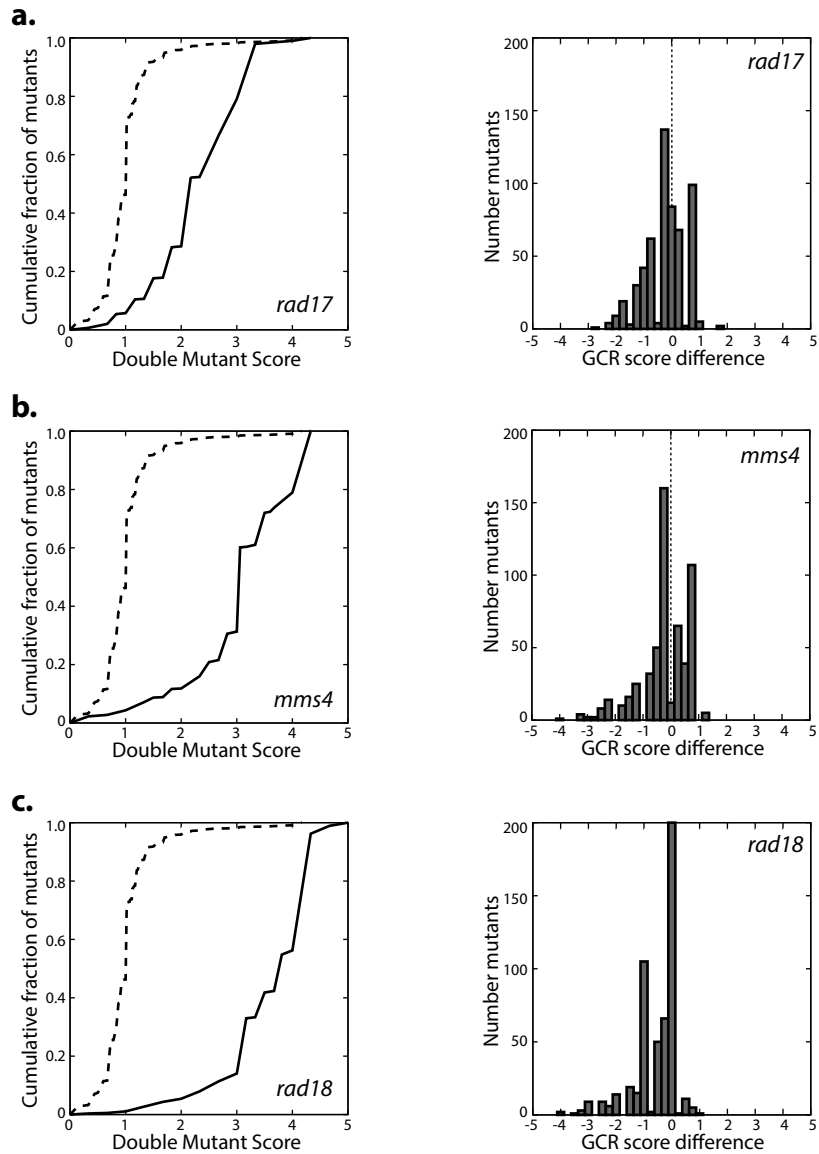 a.
Cumulative fraction of mutants
1.0
0.8
0.6
0.4
0.2
0
0 1 2 3 4 5
Double Mutant Score
rad17
Number mutants
200
150
100
50
0
-5 -4 -3 -2 -1 0 1 2 3 4 5
GCR score difference
rad17
b.
Cumulative fraction of mutants
1.0
0.8
0.6
0.4
0.2
0
0 1 2 3 4 5
Double Mutant Score
mms4
Number mutants
200
150
100
50
0
-5 -4 -3 -2 -1 0 1 2 3 4 5
GCR score difference
mms4
c.
Cumulative fraction of mutants
1.0
0.8
0.6
0.4
0.2
0
0 1 2 3 4 5
Double Mutant Score
rad18
Number mutants
200
150
100
50
0
-5 -4 -3 -2 -1 0 1 2 3 4 5
GCR score difference
rad18